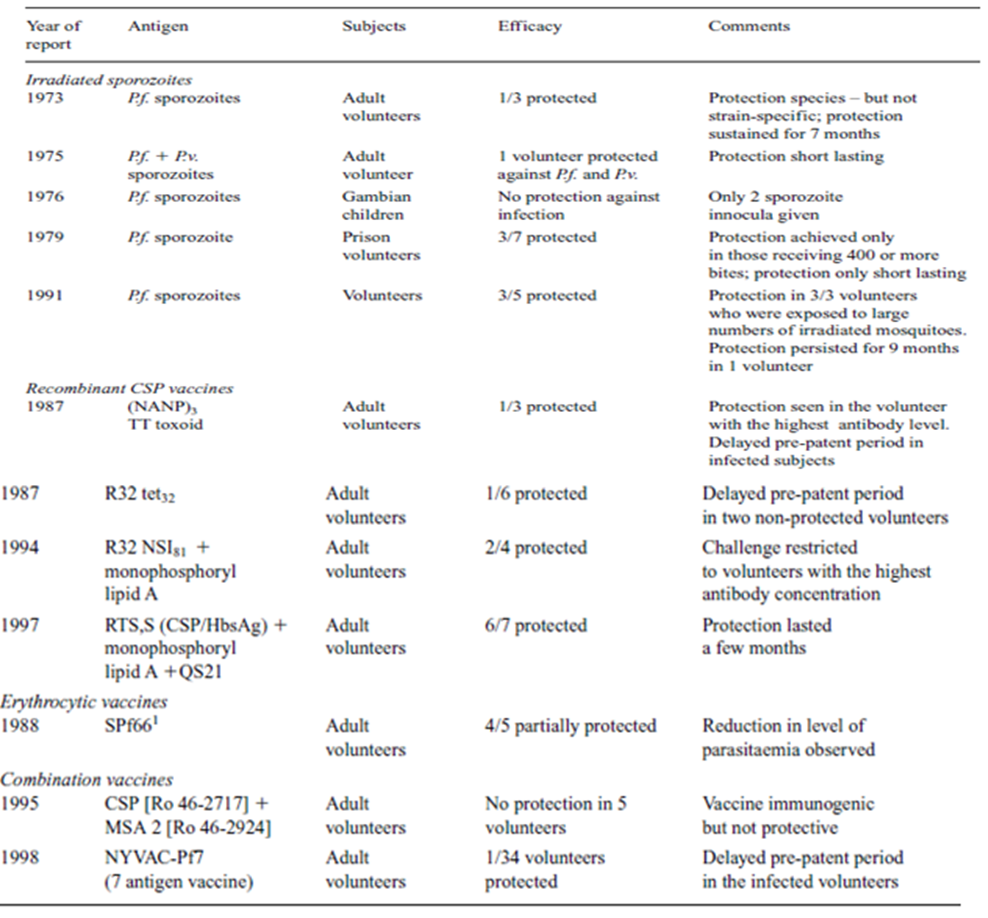 Year of report Antigen Subjects Efficacy Comments
Irradiated sporozoites
1973 P.f. sporozoites Adult 1/3 protected Protection species – but not
volunteers strain-specific; protection
sustained for 7 months
1975 P.f. + P.v. Adult 1 volunteer protected Protection short lasting
sporozoites volunteer against P.f. and P.v.
1976 P.f. sporozoites Gambian No protection against Only 2 sporozoite
children infection innocula given
1979 P.f. sporozoite Prison 3/7 protected Protection achieved only
volunteers in those receiving 400 or more
bites; protection only short lasting
1991 P.f. sporozoites Volunteers 3/5 protected Protection in 3/3 volunteers
who were exposed to large
numbers of irradiated mosquitoes.
Protection persisted for 9 months
in 1 volunteer
Recombinant CSP vaccines
1987 (NANP)₃ Adult 1/3 protected Protection seen in the volunteer
TT toxoid volunteers with the highest antibody level.
Delayed pre-patent period in
infected subjects
1987 R32 tet₃₂ Adult 1/6 protected Delayed pre-patent period
volunteers in two non-protected volunteers
1994 R32 NSI₈₁ + Adult 2/4 protected Challenge restricted
monophosphoryl volunteers to volunteers with the highest
lipid A antibody concentration
1997 RTS,S (CSP/HbsAg) + Adult 6/7 protected Protection lasted
monophosphoryl volunteers a few months
lipid A +QS21
Erythrocytic vaccines
1988 SPf66¹ Adult 4/5 partially protected Reduction in level of
volunteers parasitaemia observed
Combination vaccines
1995 CSP [Ro 46-2717] + Adult No protection in 5 Vaccine immunogenic
MSA 2 [Ro 46-2924] volunteers volunteers but not protective
1998 NYVAC-Pf7 Adult 1/34 volunteers Delayed pre-patent period
(7 antigen vaccine) volunteers protected in the infected volunteers